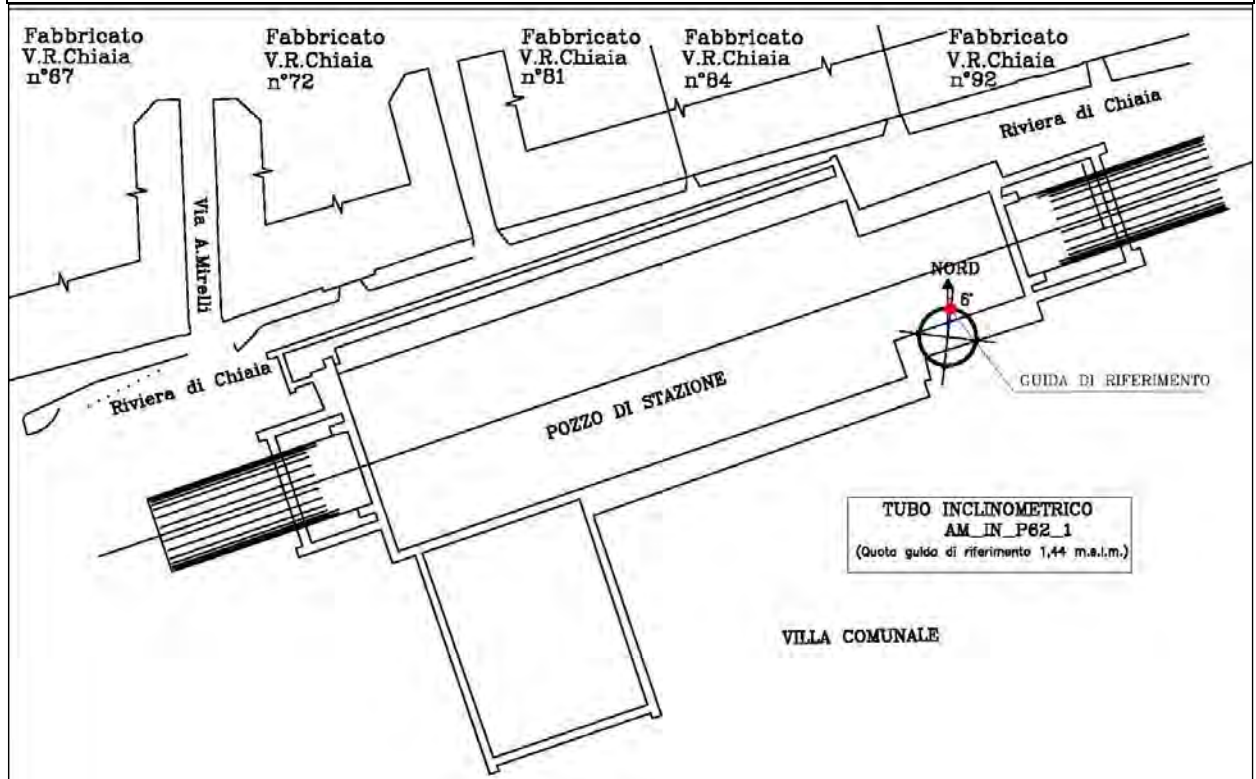 Fabbricato
V.R.Chiaia
n°67
Fabbricato
V.R.Chiaia
n°72
Fabbricato
V.R.Chiaia
n°81
Fabbricato
V.R.Chiaia
n°84
Fabbricato
V.R.Chiaia
n°92
Riviera di Chiaia
Via A.Mirelli
NORD
6°
GUIDA DI RIFERIMENTO
Riviera di Chiaia
POZZO DI STAZIONE
TUBO INCLINOMETRICO
AM_IN_P62_1
(Quota guida di riferimento 1,44 m.s.l.m.)
VILLA COMUNALE